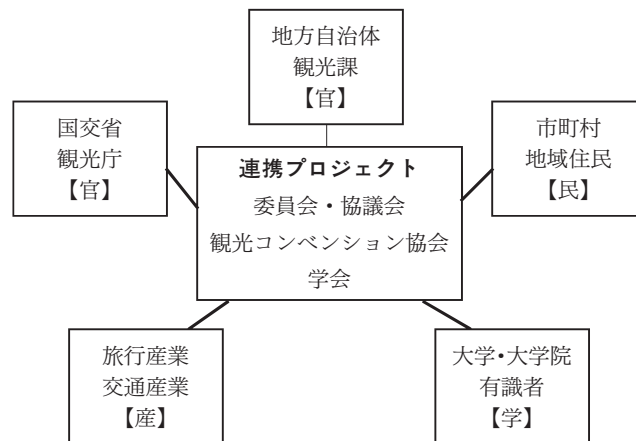 地方自治体
観光課
【官】
国交省
観光庁
【官】
市町村
地域住民
【民】
連携プロジェクト
委員会・協議会
観光コンベンション協会
学会
旅行産業
交通産業
【産】
大学・大学院
有識者
【学】